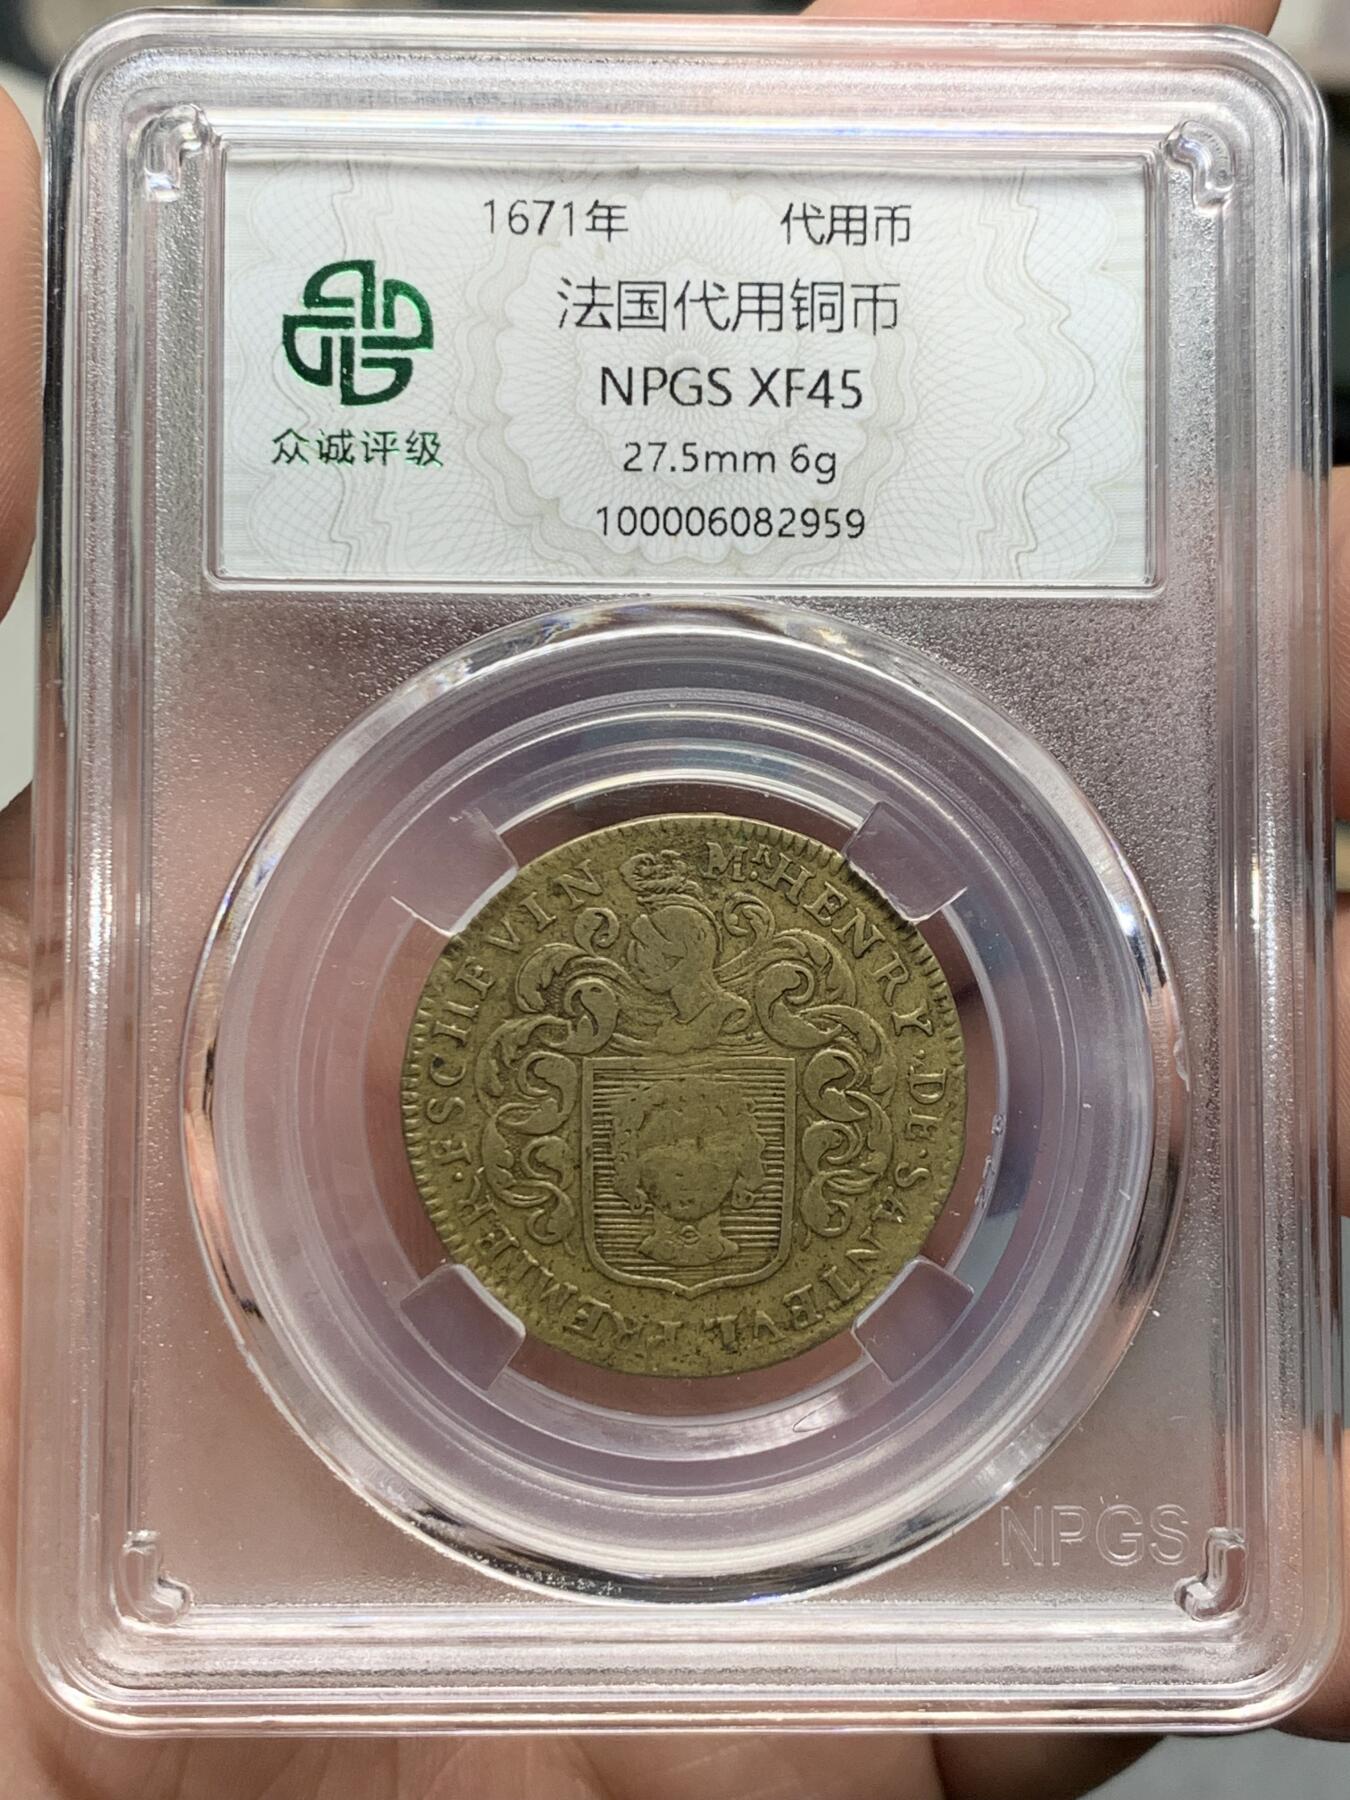 1671年 代用币
法国代用铜币
NPGS XF45
27.5mm 6g
100006082959
众诚评级
Mᴿ·HENRY·DE·SANTEVL·PREMIER·ESCHEVIN
NPGS